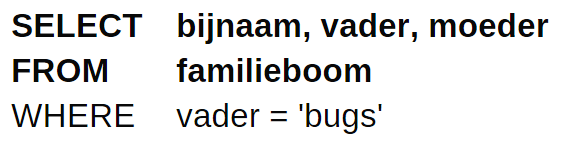 SELECT bijnaam, vader, moeder
FROM familieboom
WHERE vader = 'bugs'